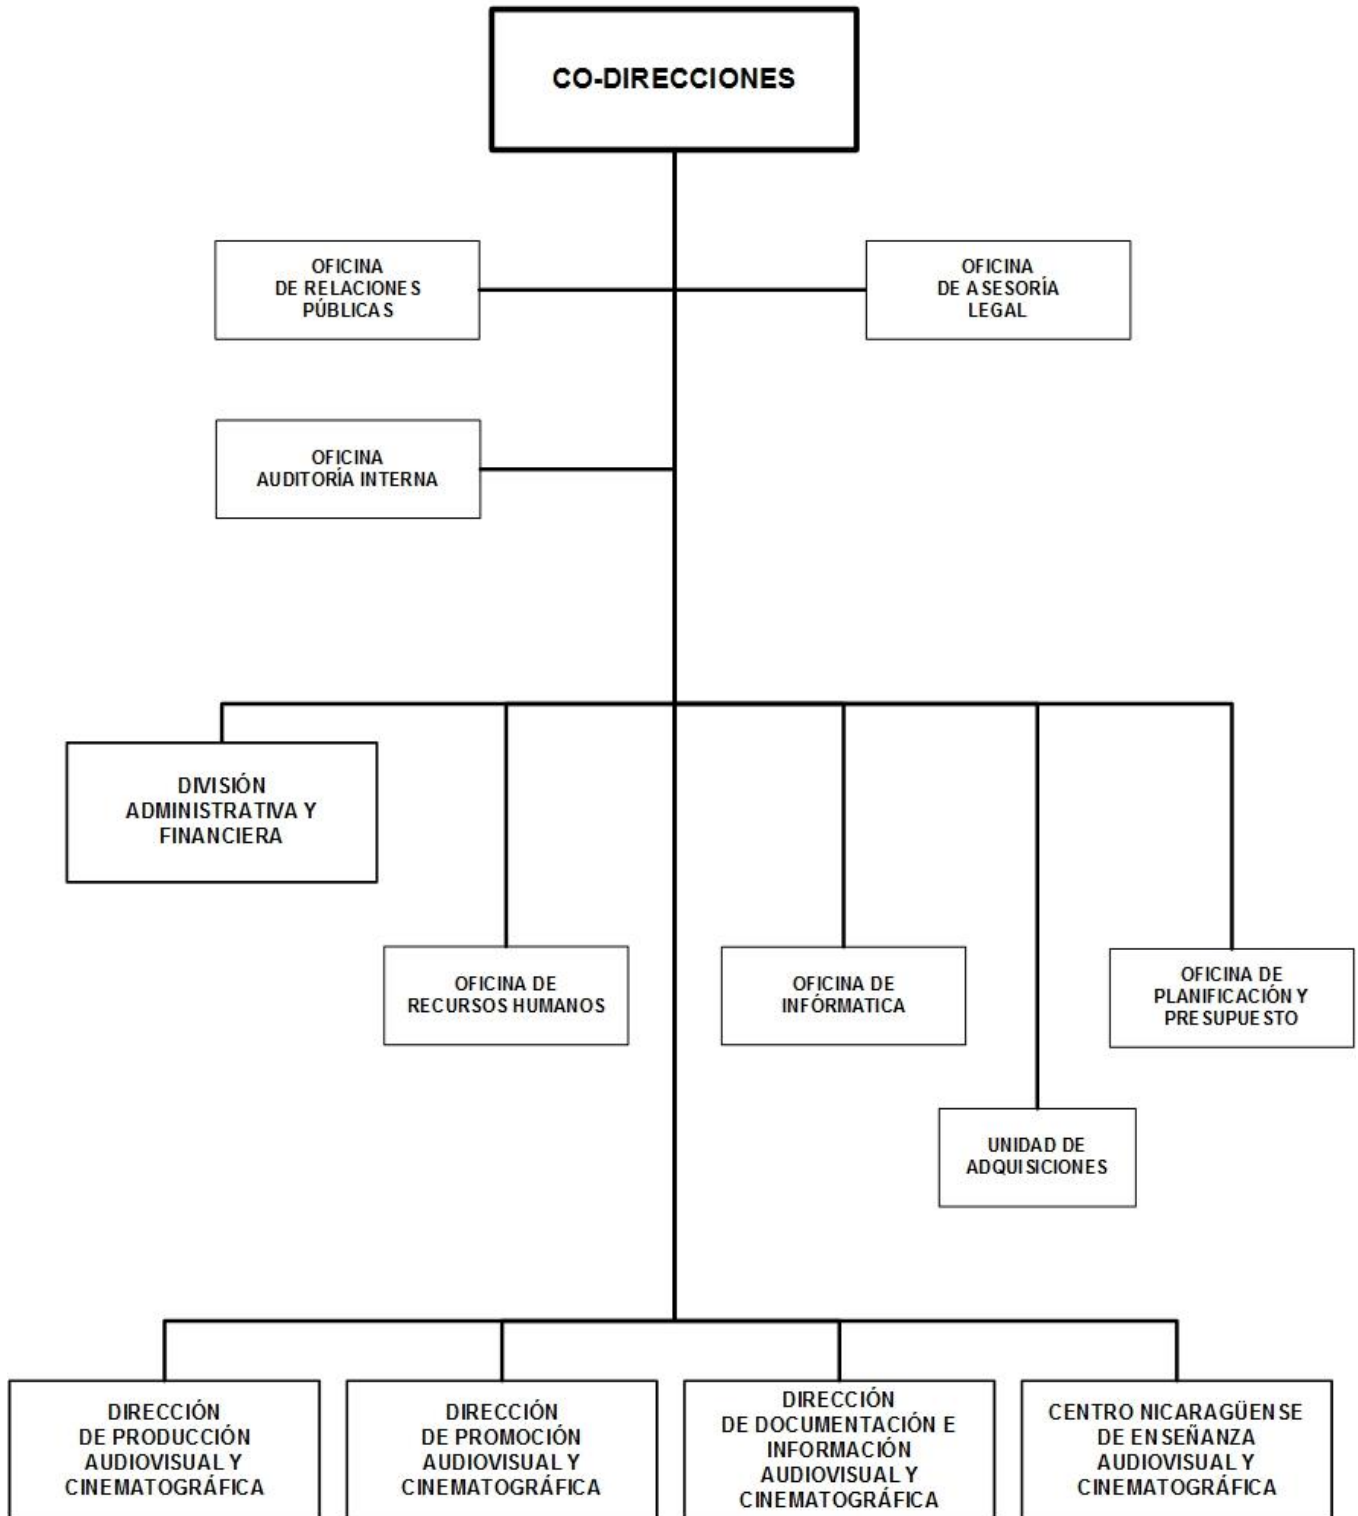 CO-DIRECCIONES
OFICINA
DE RELACIONES
PÚBLICAS
OFICINA
DE ASESORÍA
LEGAL
OFICINA
AUDITORÍA INTERNA
DIVISIÓN
ADMINISTRATIVA Y
FINANCIERA
OFICINA DE
RECURSOS HUMANOS
OFICINA DE
INFÓRMATICA
OFICINA DE
PLANIFICACIÓN Y
PRESUPUESTO
UNIDAD DE
ADQUISICIONES
DIRECCIÓN
DE PRODUCCIÓN
AUDIOVISUAL Y
CINEMATOGRÁFICA
DIRECCIÓN
DE PROMOCIÓN
AUDIOVISUAL Y
CINEMATOGRÁFICA
DIRECCIÓN
DE DOCUMENTACIÓN E
INFORMACIÓN
AUDIOVISUAL Y
CINEMATOGRÁFICA
CENTRO NICARAGÜENSE
DE ENSEÑANZA
AUDIOVISUAL Y
CINEMATOGRÁFICA